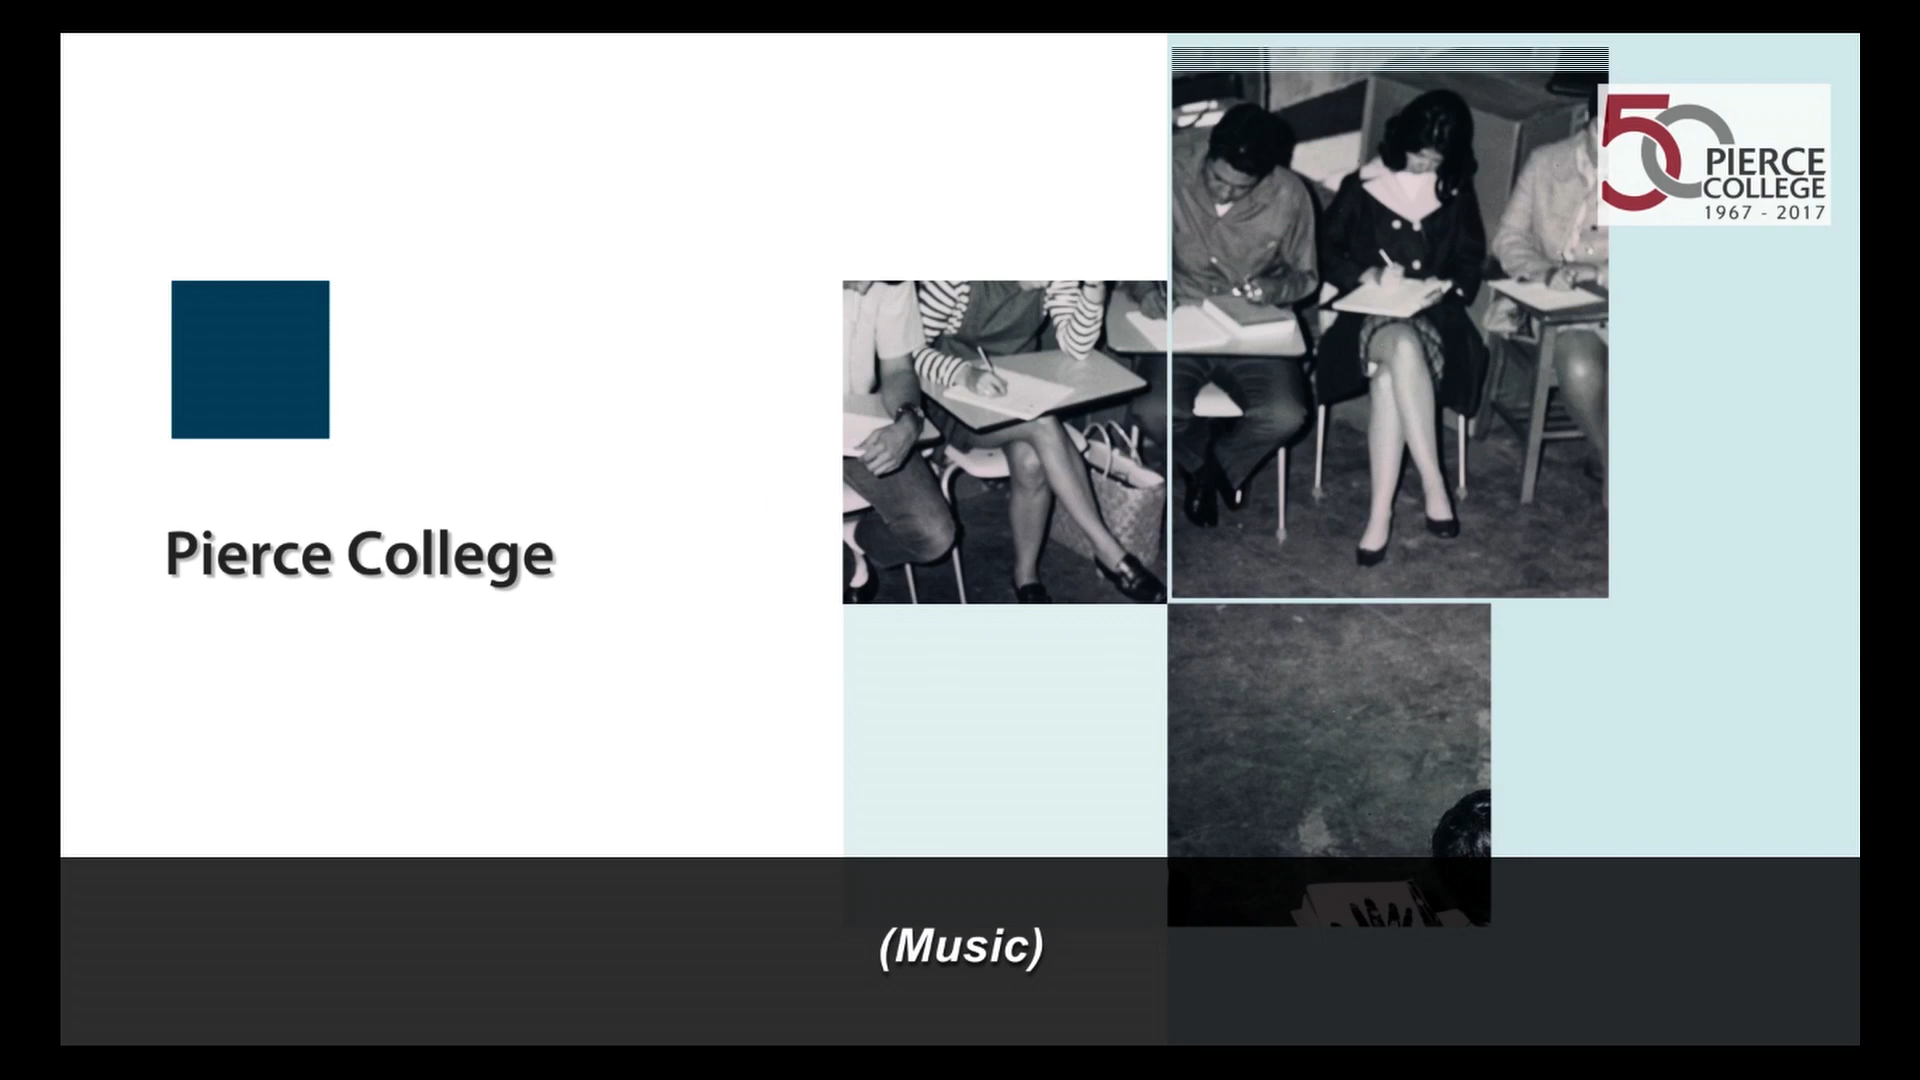 50
PIERCE
COLLEGE
1967 - 2017
Pierce College
(Music)